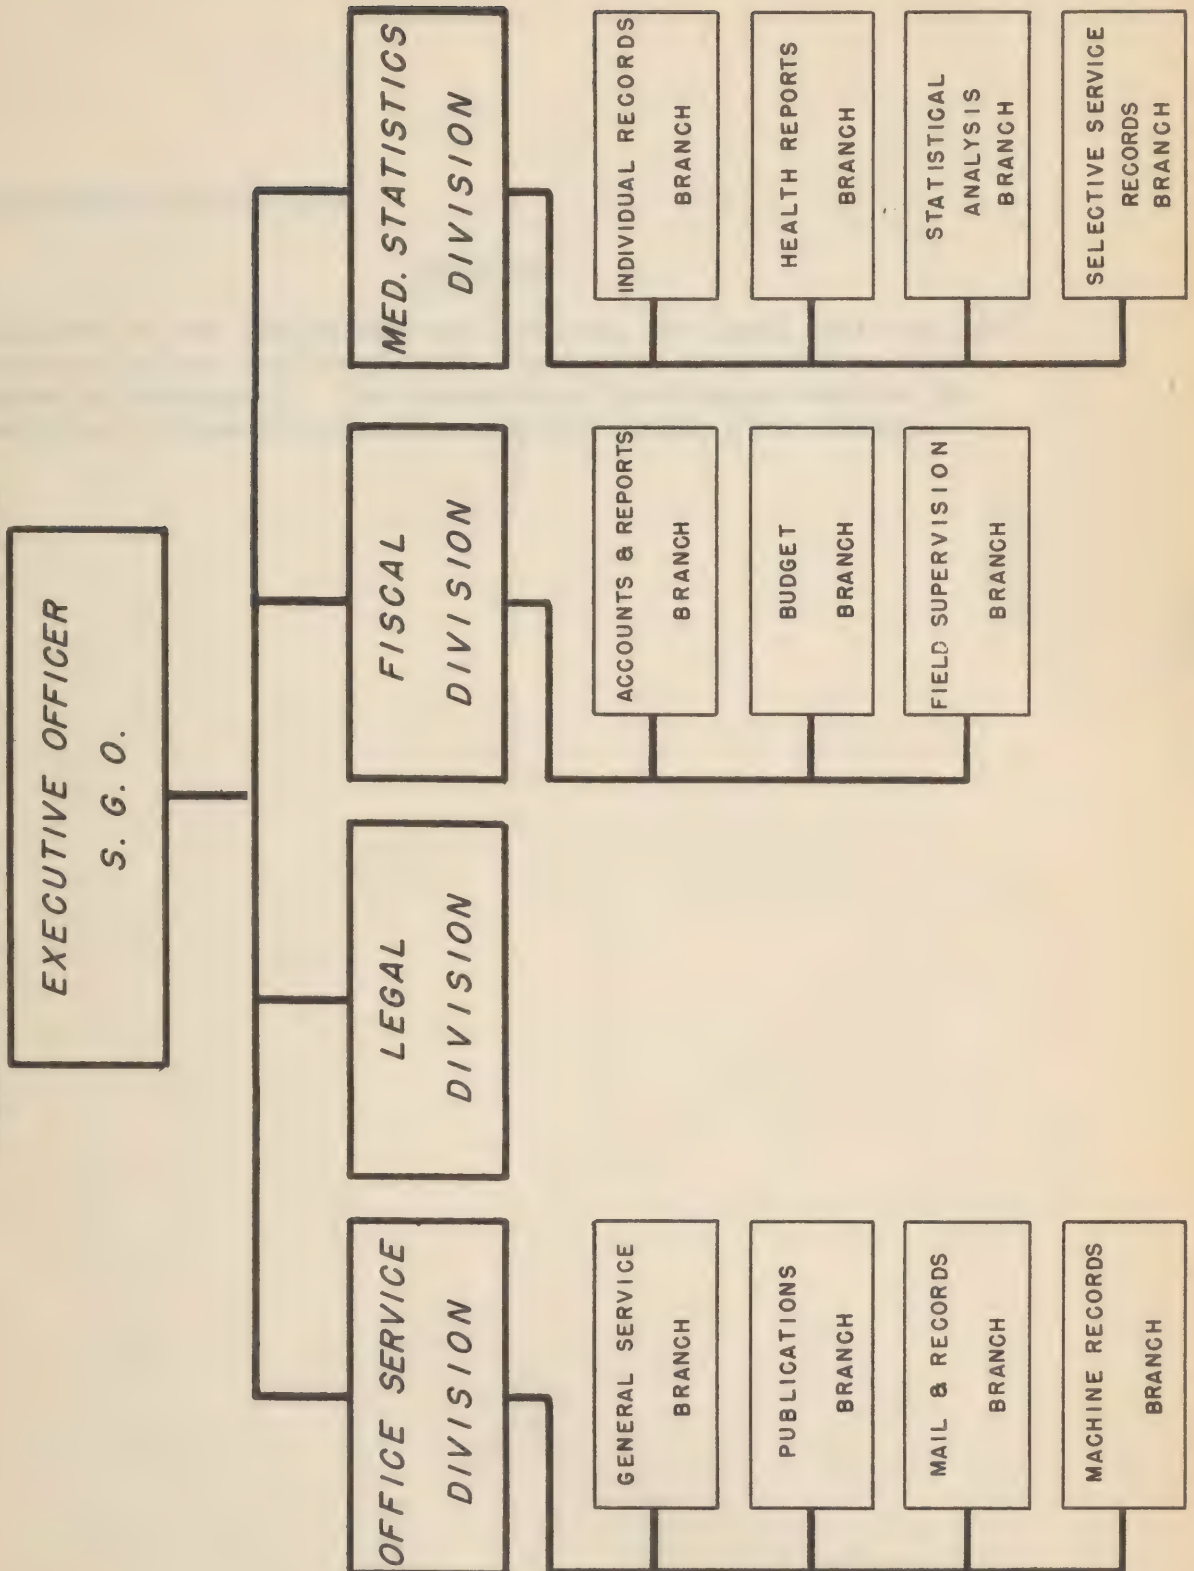 EXECUTIVE OFFICER
S. G. O.
OFFICE SERVICE
DIVISION
LEGAL
DIVISION
FISCAL
DIVISION
MED. STATISTICS
DIVISION
GENERAL SERVICE
BRANCH
PUBLICATIONS
BRANCH
MAIL & RECORDS
BRANCH
MACHINE RECORDS
BRANCH
ACCOUNTS & REPORTS
BRANCH
BUDGET
BRANCH
FIELD SUPERVISION
BRANCH
INDIVIDUAL RECORDS
BRANCH
HEALTH REPORTS
BRANCH
STATISTICAL
ANALYSIS
BRANCH
SELECTIVE SERVICE
RECORDS
BRANCH